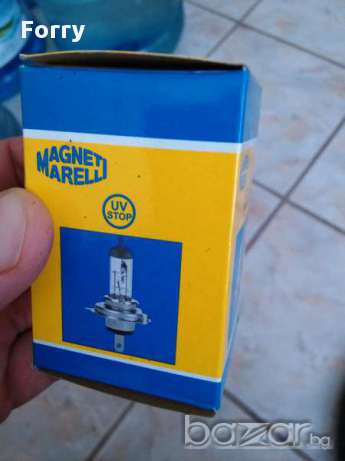 Forry
MAGNETI
MARELLI
UV
STOP
bazar.bg